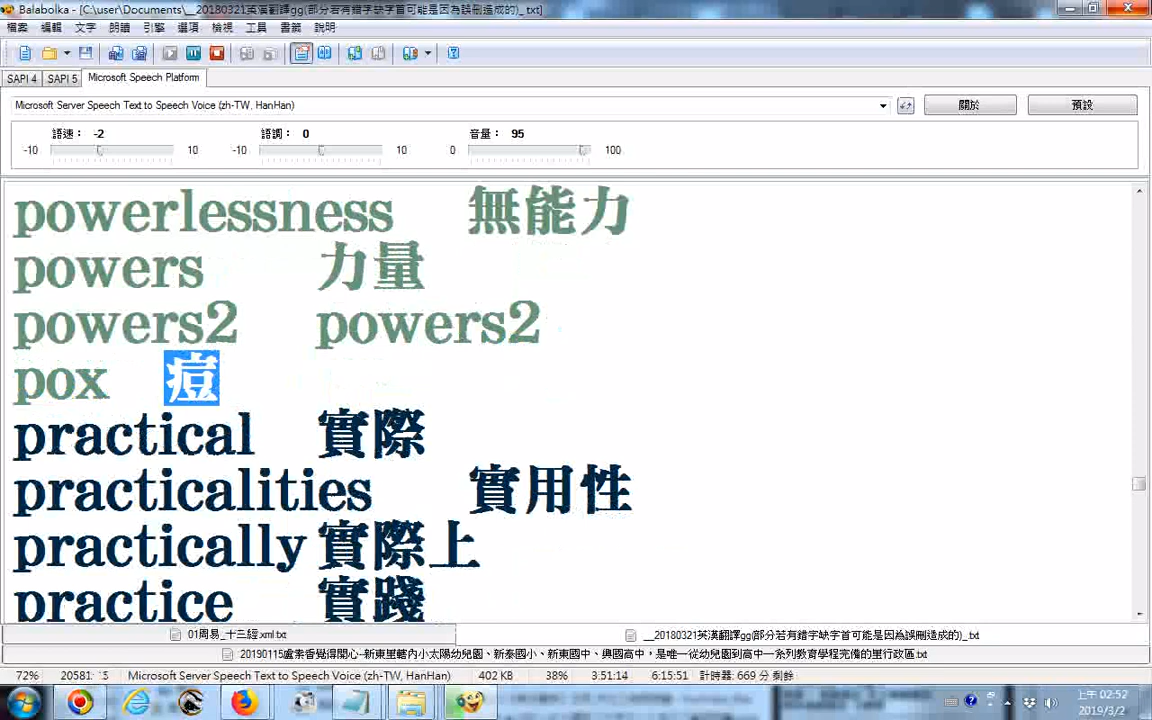 Balabolka - [C:\user\Documents\__20180321英漢翻譯gg(部分若有錯字缺字首可能是因為誤刪造成的)_txt]
檔案 編輯 文字 朗讀 引擎 選項 檢視 工具 書籤 說明
SAPI 4 SAPI 5 Microsoft Speech Platform
Microsoft Server Speech Text to Speech Voice (zh-TW, HanHan) 關於 預設
語速： -2 語調： 0 音量： 95
-10 10 -10 10 0 100
powerlessness 無能力
powers 力量
powers2 powers2
pox 痘
practical 實際
practicalities 實用性
practically 實際上
practice 實踐
01周易_十三經.xml.txt __20180321英漢翻譯gg(部分若有錯字缺字首可能是因為誤刪造成的)_.txt
20190115盧素香覺得開心--新東里轄內小太陽幼兒園、新泰國小、新東國中、興國高中，是唯一從幼兒園到高中一系列教育學程完備的里行政區.txt
72% Microsoft Server Speech Text to Speech Voice (zh-TW, HanHan) 402 KB 38% 3:51:14 6:15:51 計時器: 669 分 剩餘
上午 02:52
2019/3/2